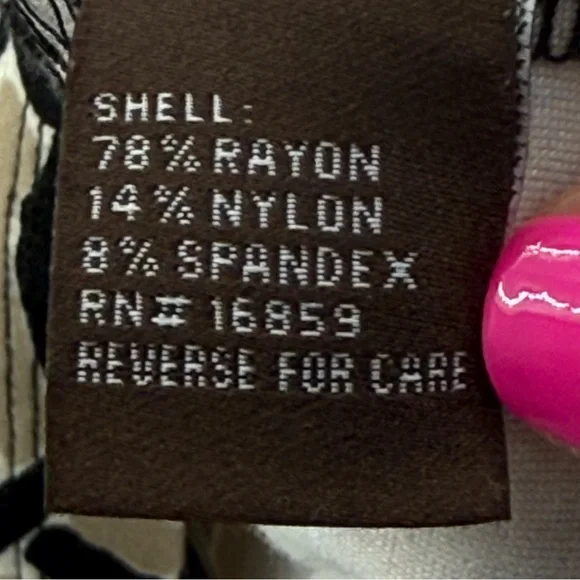 SHELL:
78% RAYON
14% NYLON
8% SPANDEX
RN# 16859
REVERSE FOR CARE